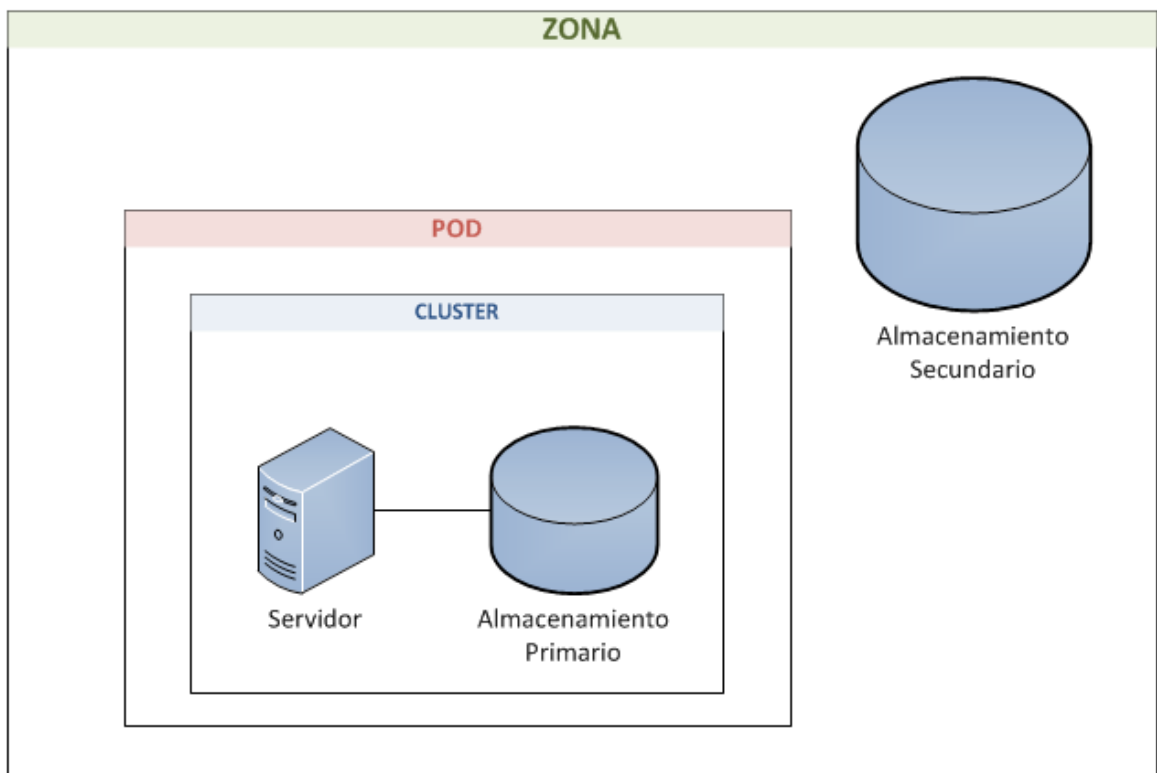 ZONA
POD
CLUSTER
Almacenamiento
Secundario
Servidor
Almacenamiento
Primario